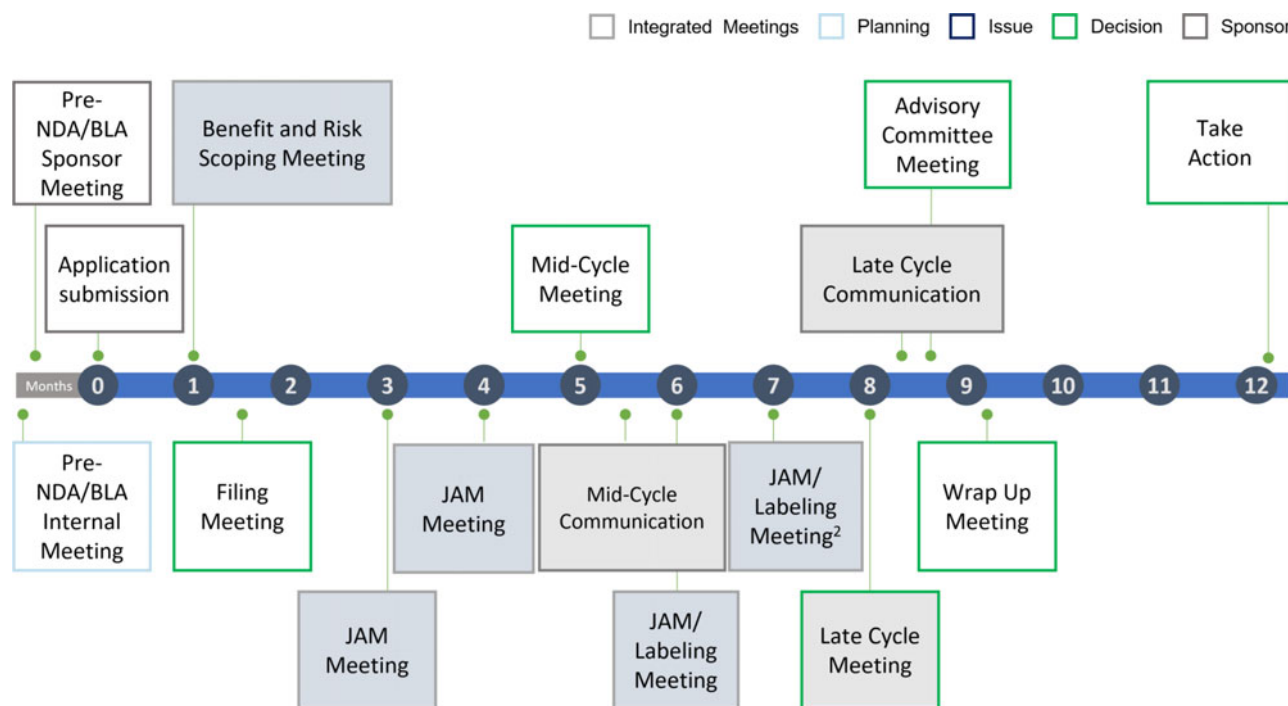 Integrated Meetings
Planning
Issue
Decision
Sponsor
Pre-
NDA/BLA
Sponsor
Meeting
Benefit and Risk
Scoping Meeting
Advisory
Committee
Meeting
Take
Action
Application
submission
Mid-Cycle
Meeting
Late Cycle
Communication
Months 0 1 2 3 4 5 6 7 8 9 10 11 12
Pre-
NDA/BLA
Internal
Meeting
Filing
Meeting
JAM
Meeting
Mid-Cycle
Communication
JAM/
Labeling
Meeting²
Wrap Up
Meeting
JAM
Meeting
JAM/
Labeling
Meeting
Late Cycle
Meeting